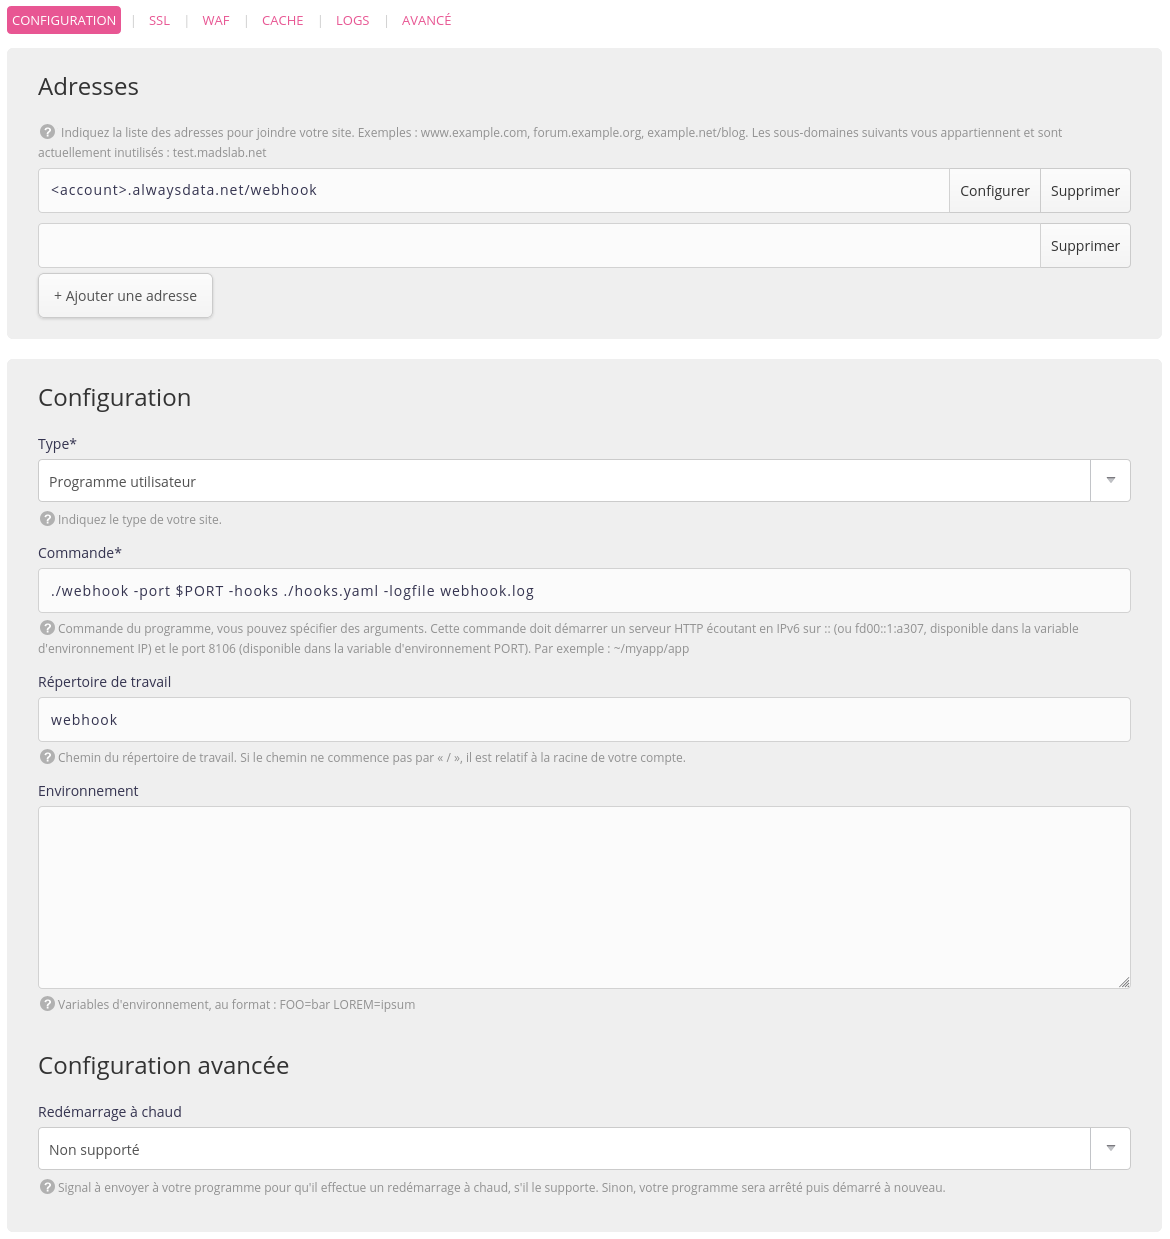 CONFIGURATION | SSL | WAF | CACHE | LOGS | AVANCÉ
Adresses
? Indiquez la liste des adresses pour joindre votre site. Exemples : www.example.com, forum.example.org, example.net/blog. Les sous-domaines suivants vous appartiennent et sont
actuellement inutilisés : test.madslab.net
<account>.alwaysdata.net/webhook Configurer Supprimer
Supprimer
+ Ajouter une adresse
Configuration
Type*
Programme utilisateur
? Indiquez le type de votre site.
Commande*
./webhook -port $PORT -hooks ./hooks.yaml -logfile webhook.log
? Commande du programme, vous pouvez spécifier des arguments. Cette commande doit démarrer un serveur HTTP écoutant en IPv6 sur :: (ou fd00::1:a307, disponible dans la variable
d'environnement IP) et le port 8106 (disponible dans la variable d'environnement PORT). Par exemple : ~/myapp/app
Répertoire de travail
webhook
? Chemin du répertoire de travail. Si le chemin ne commence pas par « / », il est relatif à la racine de votre compte.
Environnement
? Variables d'environnement, au format : FOO=bar LOREM=ipsum
Configuration avancée
Redémarrage à chaud
Non supporté
? Signal à envoyer à votre programme pour qu'il effectue un redémarrage à chaud, s'il le supporte. Sinon, votre programme sera arrêté puis démarré à nouveau.